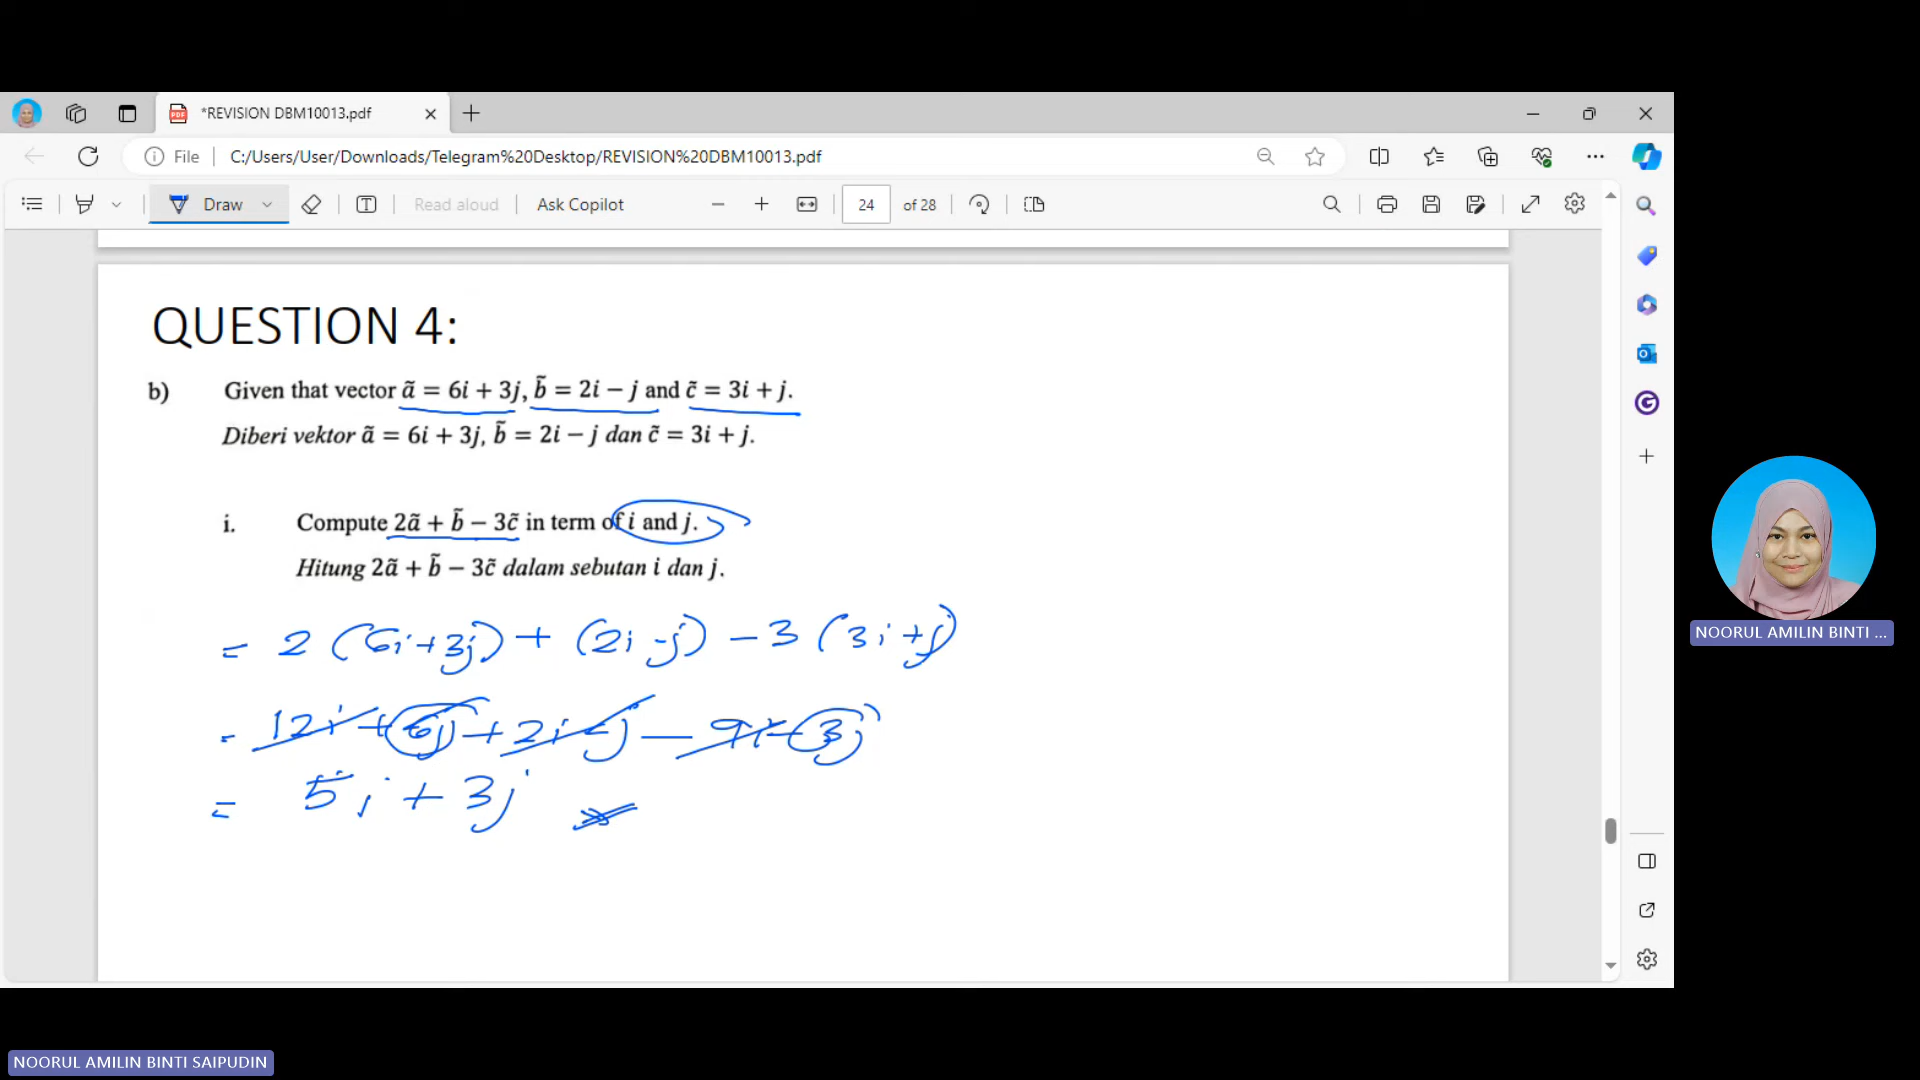 *REVISION DBM10013.pdf
File
C:/Users/User/Downloads/Telegram%20Desktop/REVISION%20DBM10013.pdf
Draw
Read aloud
Ask Copilot
24
of 28
QUESTION 4:
b) Given that vector ã = 6i + 3j, b̃ = 2i − j and c̃ = 3i + j.
Diberi vektor ã = 6i + 3j, b̃ = 2i − j dan c̃ = 3i + j.
i. Compute 2ã + b̃ − 3c̃ in term of i and j.
Hitung 2ã + b̃ − 3c̃ dalam sebutan i dan j.
= 2 (6i + 3j) + (2i − j) − 3 (3i + j)
= 12i + 6j + 2i − j − 9i − 3j
= 5i + 3j
NOORUL AMILIN BINTI ...
NOORUL AMILIN BINTI SAIPUDIN